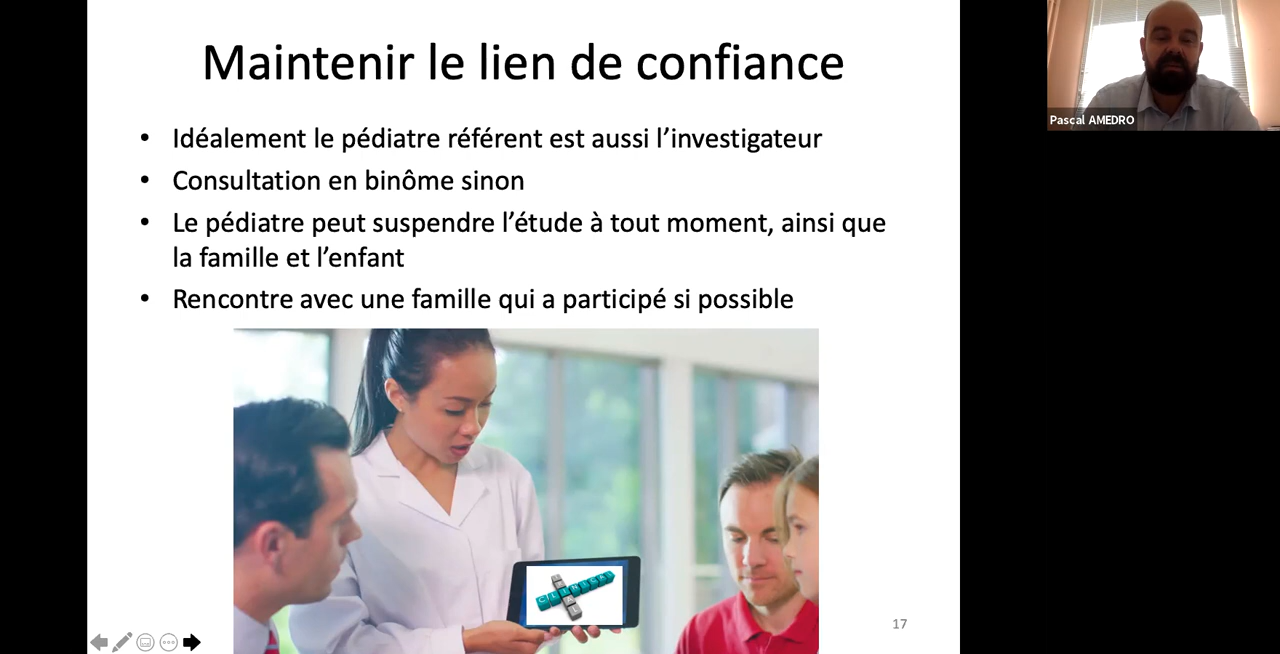 Maintenir le lien de confiance
• Idéalement le pédiatre référent est aussi l’investigateur
• Consultation en binôme sinon
• Le pédiatre peut suspendre l’étude à tout moment, ainsi que
la famille et l’enfant
• Rencontre avec une famille qui a participé si possible
CLINICAL
17
Pascal AMEDRO